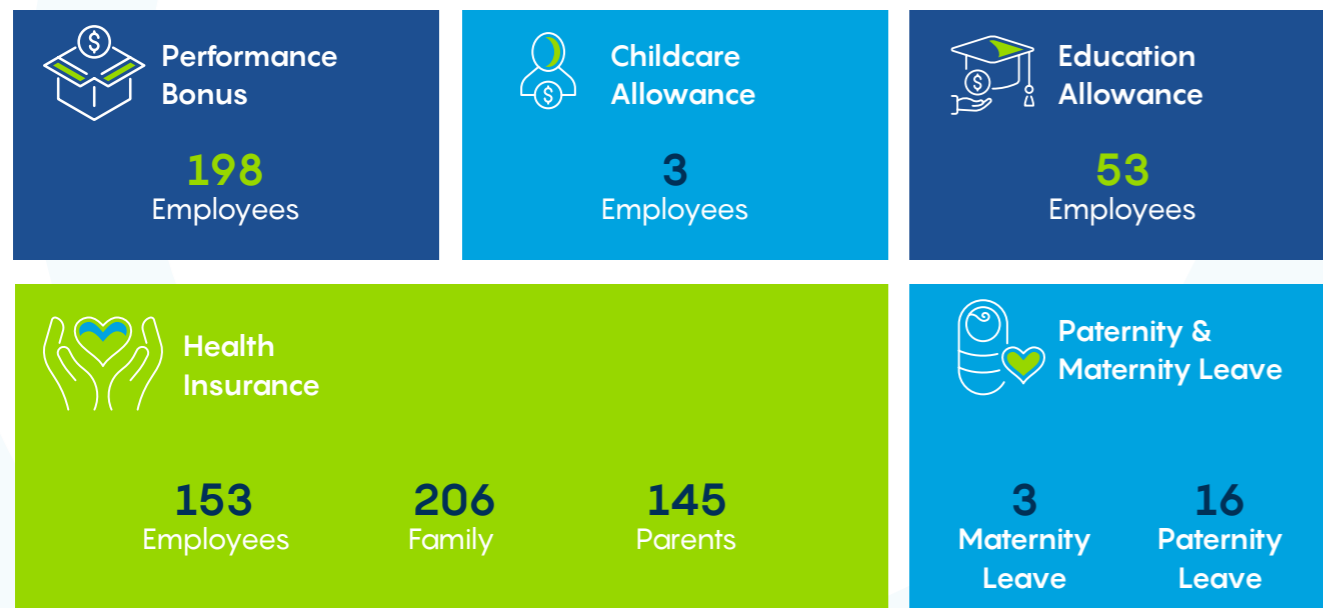 Performance
Bonus
198
Employees
Childcare
Allowance
3
Employees
Education
Allowance
53
Employees
Health
Insurance
153
Employees
206
Family
145
Parents
Paternity &
Maternity Leave
3
Maternity
Leave
16
Paternity
Leave